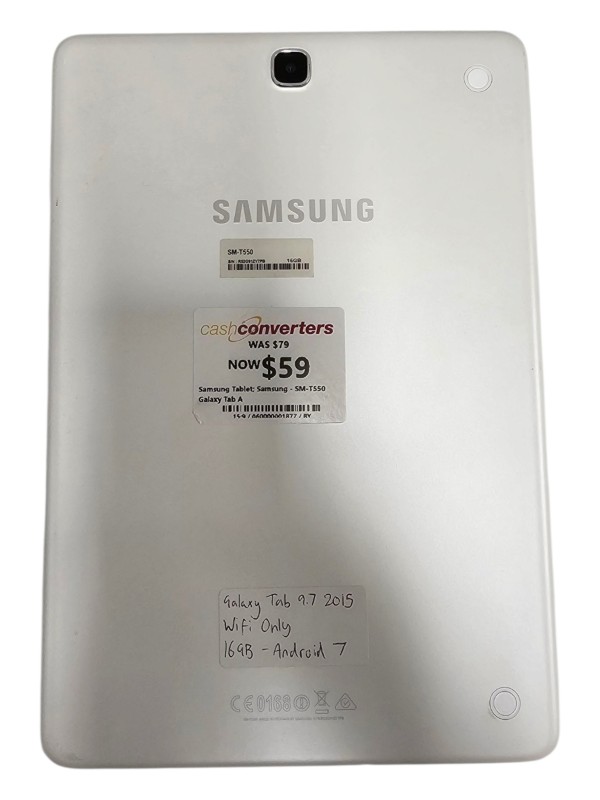 SAMSUNG
SM-T550
16GB
cashconverters
WAS $79
NOW $59
Samsung Tablet; Samsung - SM-T550
Galaxy Tab A
Galaxy Tab 9.7 2015
Wifi Only
16GB - Android 7
CE0168